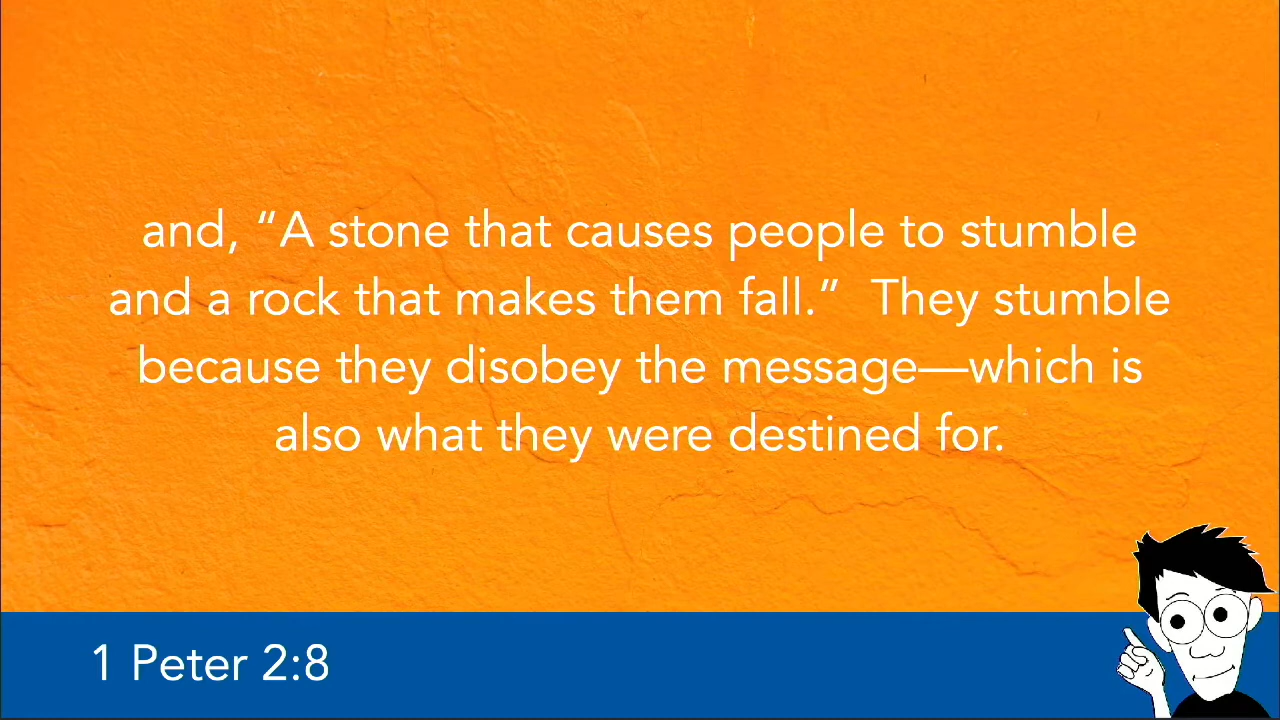 and, “A stone that causes people to stumble
and a rock that makes them fall.”  They stumble
because they disobey the message—which is
also what they were destined for.
1 Peter 2:8